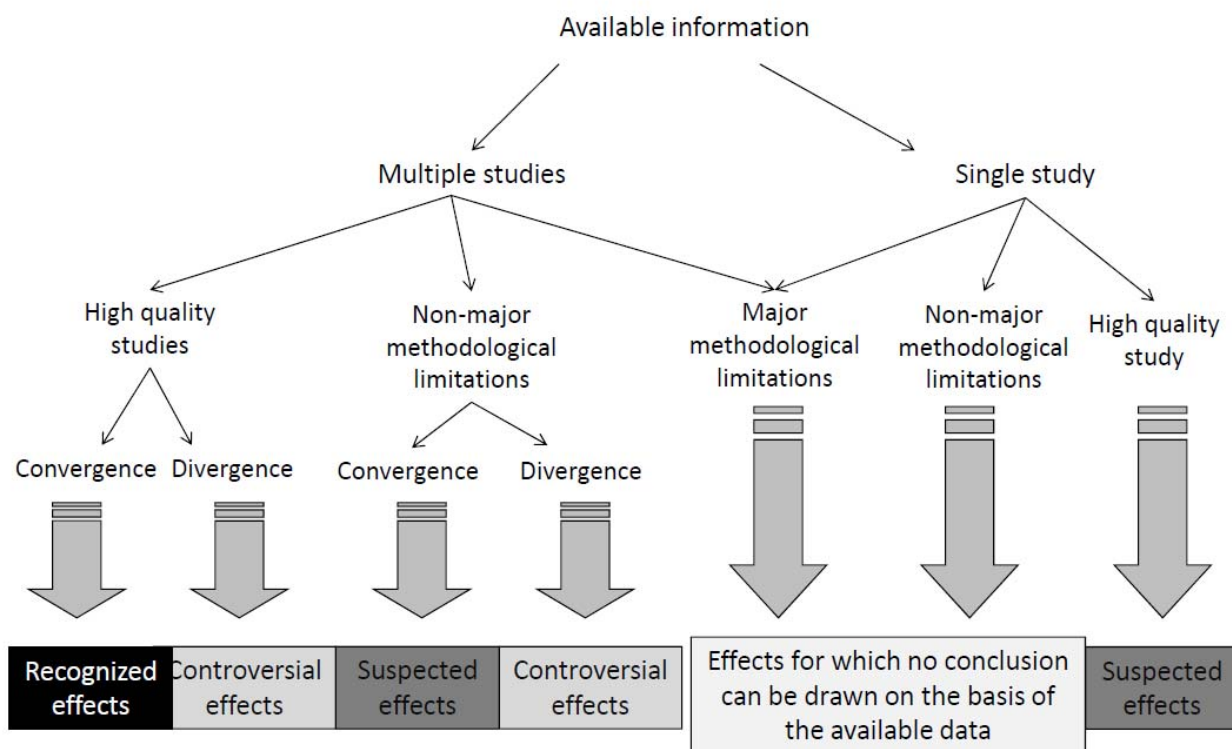 Available information
Multiple studies
Single study
High quality
studies
Non-major
methodological
limitations
Major
methodological
limitations
Non-major
methodological
limitations
High quality
study
Convergence
Divergence
Convergence
Divergence
Recognized
effects
Controversial
effects
Suspected
effects
Controversial
effects
Effects for which no conclusion
can be drawn on the basis of
the available data
Suspected
effects